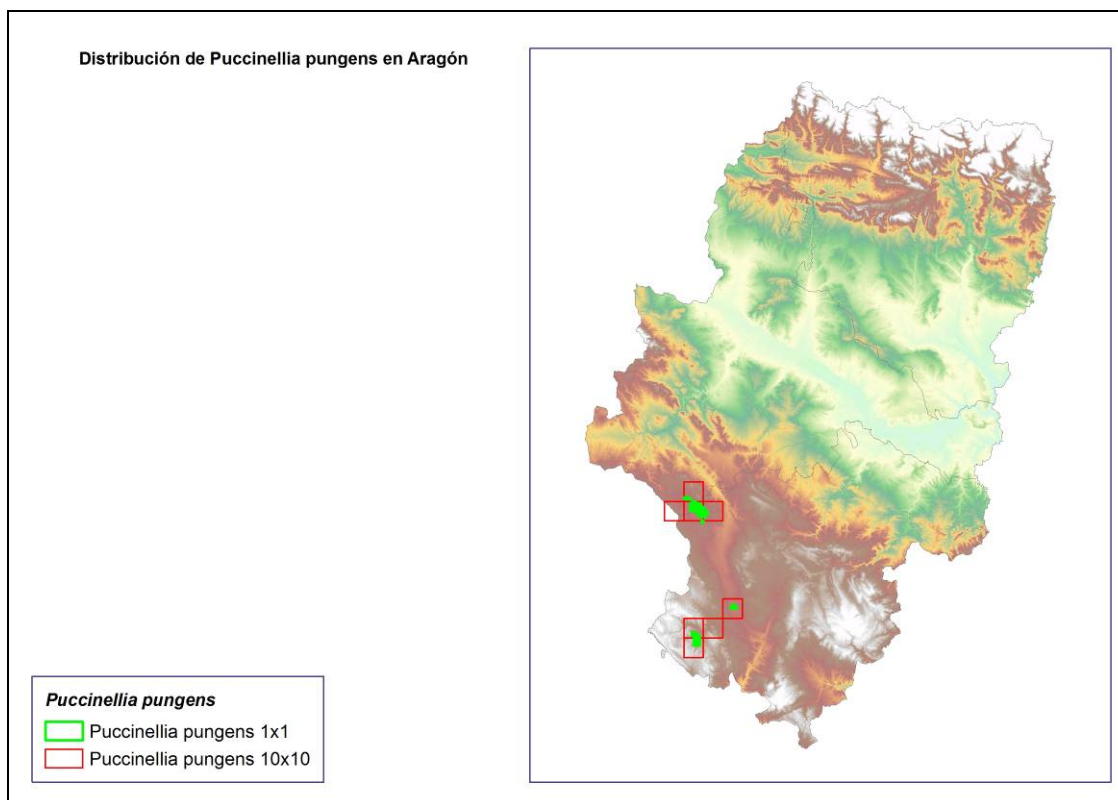 Distribución de Puccinellia pungens en Aragón
Puccinellia pungens
Puccinellia pungens 1x1
Puccinellia pungens 10x10